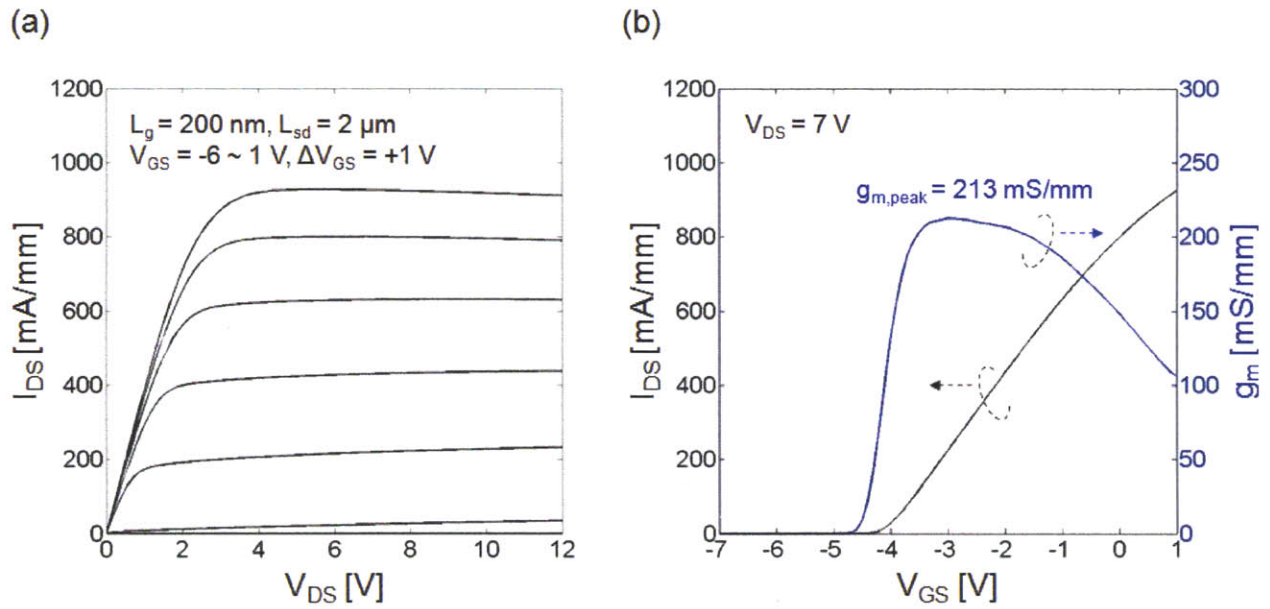 (a)
1200
1000
800
600
400
200
0
I_DS [mA/mm]
L_g = 200 nm, L_sd = 2 μm
V_GS = -6 ~ 1 V, ΔV_GS = +1 V
0 2 4 6 8 10 12
V_DS [V]
(b)
1200
1000
800
600
400
200
0
I_DS [mA/mm]
V_DS = 7 V
g_m,peak = 213 mS/mm
300
250
200
150
100
50
0
g_m [mS/mm]
-7 -6 -5 -4 -3 -2 -1 0 1
V_GS [V]